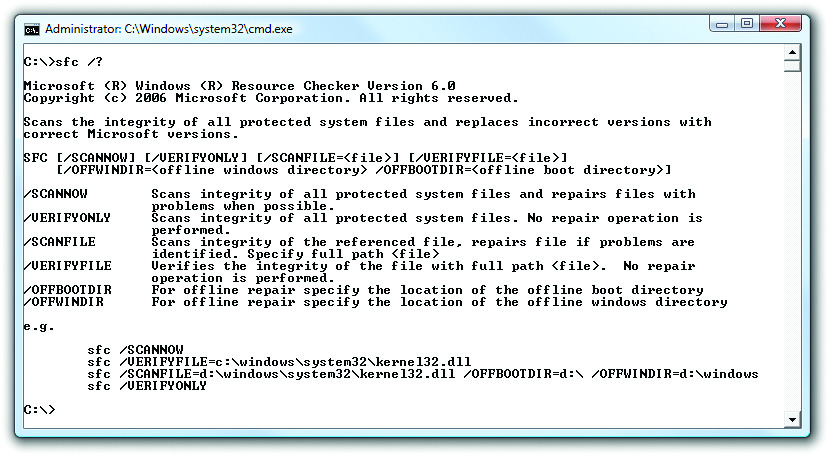 Administrator: C:\Windows\system32\cmd.exe
C:\>sfc /?
Microsoft (R) Windows (R) Resource Checker Version 6.0
Copyright (c) 2006 Microsoft Corporation. All rights reserved.
Scans the integrity of all protected system files and replaces incorrect versions with
correct Microsoft versions.
SFC [/SCANNOW] [/VERIFYONLY] [/SCANFILE=<file>] [/VERIFYFILE=<file>]
    [/OFFWINDIR=<offline windows directory> /OFFBOOTDIR=<offline boot directory>]
/SCANNOW        Scans integrity of all protected system files and repairs files with
                problems when possible.
/VERIFYONLY     Scans integrity of all protected system files. No repair operation is
                performed.
/SCANFILE       Scans integrity of the referenced file, repairs file if problems are
                identified. Specify full path <file>
/VERIFYFILE     Verifies the integrity of the file with full path <file>.  No repair
                operation is performed.
/OFFBOOTDIR     For offline repair specify the location of the offline boot directory
/OFFWINDIR      For offline repair specify the location of the offline windows directory
e.g.
        sfc /SCANNOW
        sfc /VERIFYFILE=c:\windows\system32\kernel32.dll
        sfc /SCANFILE=d:\windows\system32\kernel32.dll /OFFBOOTDIR=d:\ /OFFWINDIR=d:\windows
        sfc /VERIFYONLY
C:\>